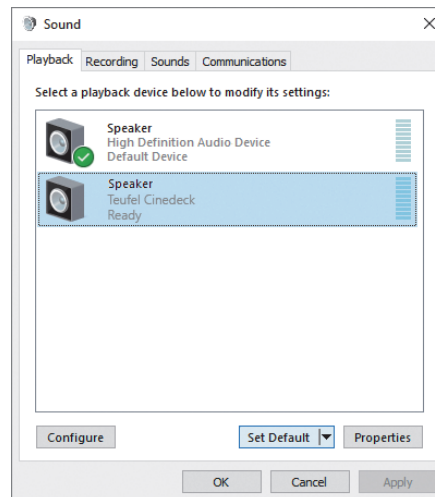 Sound
Playback Recording Sounds Communications
Select a playback device below to modify its settings:
Speaker
High Definition Audio Device
Default Device
Speaker
Teufel Cinedeck
Ready
Configure Set Default Properties
OK Cancel Apply